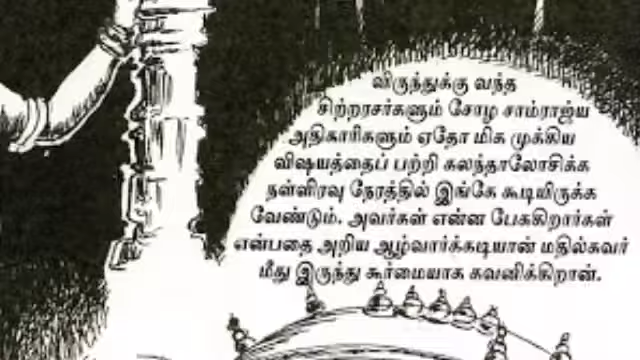 விருந்துக்கு வந்த
சிற்றரசர்களும் சோழ சாம்ராஜ்ய
அதிகாரிகளும் ஏதோ மிக முக்கிய
விஷயத்தைப் பற்றி கலந்தாலோசிக்க
நள்ளிரவு நேரத்தில் இங்கே கூடியிருக்க
வேண்டும். அவர்கள் என்ன பேசுகிறார்கள்
என்பதை அறிய ஆழ்வார்க்கடியான் மதில்சுவர்
மீது இருந்து கூர்மையாக கவனிக்கிறான்.